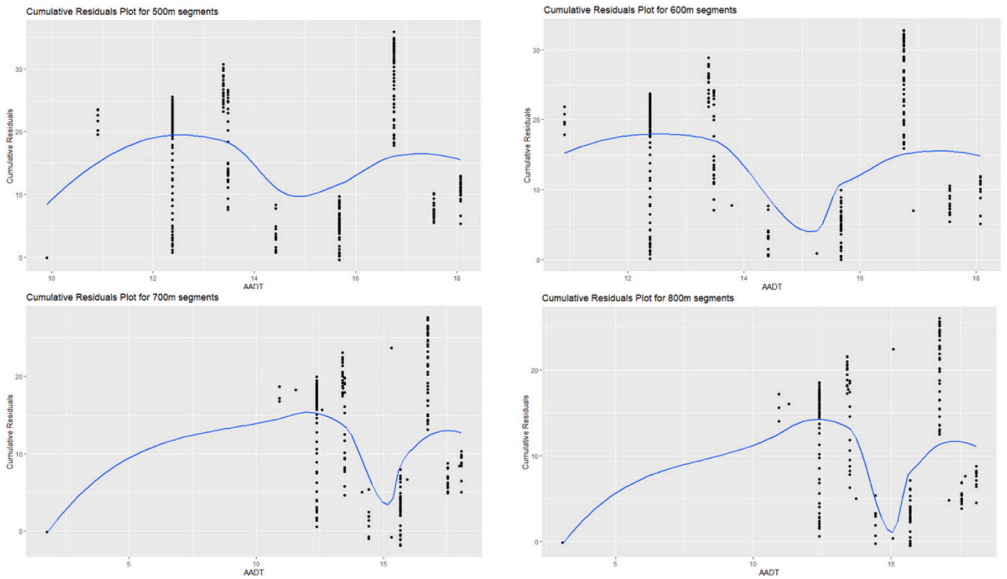 Cumulative Residuals Plot for 500m segments
30
20
10
0
Cumulative Residuals
10
12
14
16
18
AADT
Cumulative Residuals Plot for 600m segments
30
20
10
0
Cumulative Residuals
12
14
16
18
AADT
Cumulative Residuals Plot for 700m segments
20
10
0
Cumulative Residuals
5
10
15
AADT
Cumulative Residuals Plot for 800m segments
20
10
0
Cumulative Residuals
5
10
15
AADT